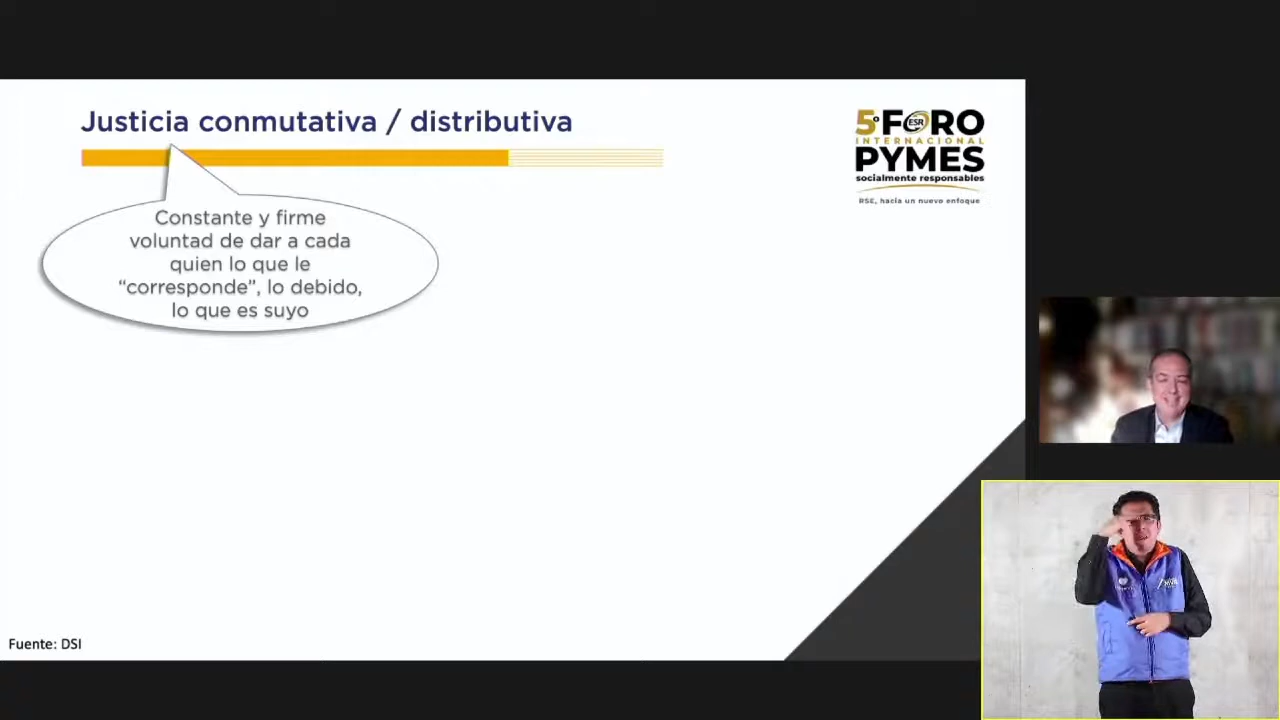 Justicia conmutativa / distributiva
5º FORO
ESR
INTERNACIONAL
PYMES
socialmente responsables
RSE, hacia un nuevo enfoque
Constante y firme
voluntad de dar a cada
quien lo que le
“corresponde”, lo debido,
lo que es suyo
Fuente: DSI